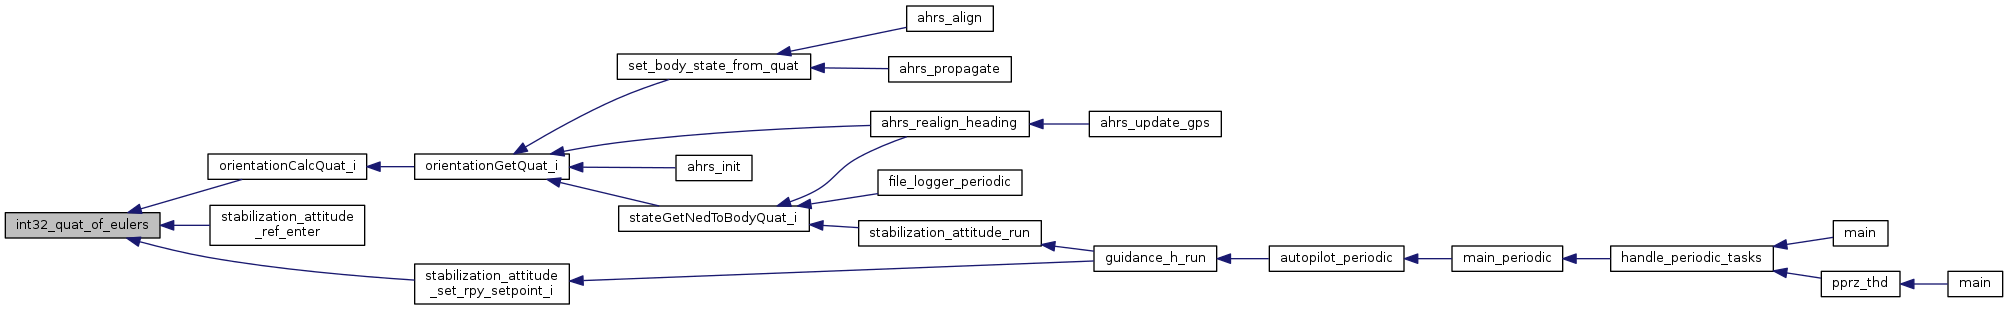 ahrs_align
set_body_state_from_quat
ahrs_propagate
ahrs_realign_heading
ahrs_update_gps
orientationCalcQuat_i
orientationGetQuat_i
ahrs_init
file_logger_periodic
int32_quat_of_eulers
stabilization_attitude
_ref_enter
stateGetNedToBodyQuat_i
stabilization_attitude_run
main
guidance_h_run
autopilot_periodic
main_periodic
handle_periodic_tasks
stabilization_attitude
_set_rpy_setpoint_i
pprz_thd
main